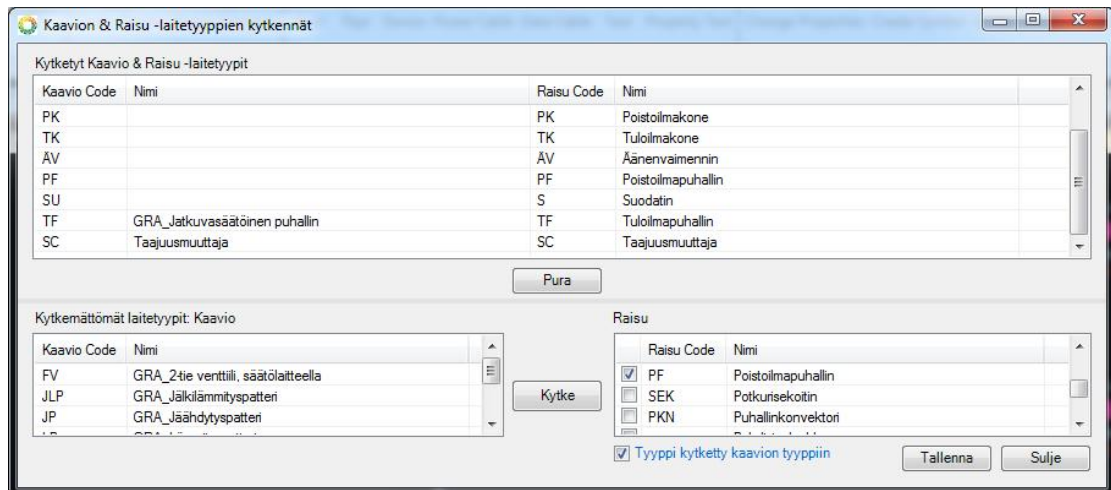 Kaavion & Raisu -laitetyyppien kytkennät
Kytketyt Kaavio & Raisu -laitetyypit
Kaavio Code Nimi Raisu Code Nimi
PK PK Poistoilmakone
TK TK Tuloilmakone
ÄV ÄV Äänenvaimennin
PF PF Poistoilmapuhallin
SU S Suodatin
TF GRA_Jatkuvasäätöinen puhallin TF Tuloilmapuhallin
SC Taajuusmuuttaja SC Taajuusmuuttaja
Pura
Kytkemättömät laitetyypit: Kaavio Raisu
Kaavio Code Nimi Raisu Code Nimi
FV GRA_2-tie venttiili, säätölaitteella PF Poistoilmapuhallin
JLP GRA_Jälkilämmityspatteri Kytke SEK Potkurisekoitin
JP GRA_Jäähdytyspatteri PKN Puhallinkonvektori
Tyyppi kytketty kaavion tyyppiin
Tallenna Sulje